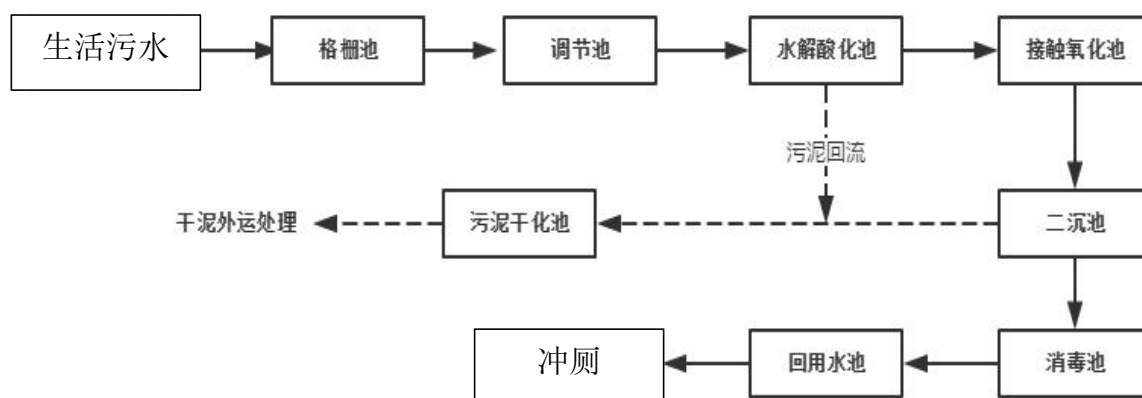 生活污水
格栅池
调节池
水解酸化池
接触氧化池
污泥回流
干泥外运处理
污泥干化池
二沉池
冲厕
回用水池
消毒池